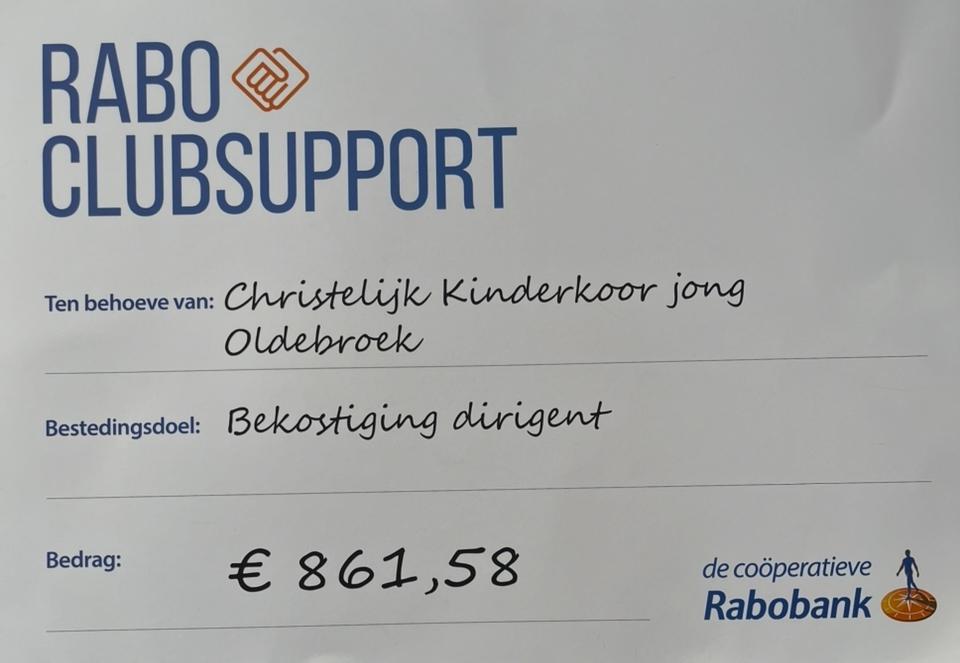 RABO
CLUBSUPPORT
Ten behoeve van: Christelijk Kinderkoor jong
Oldebroek
Bestedingsdoel: Bekostiging dirigent
Bedrag: € 861,58
de coöperatieve
Rabobank